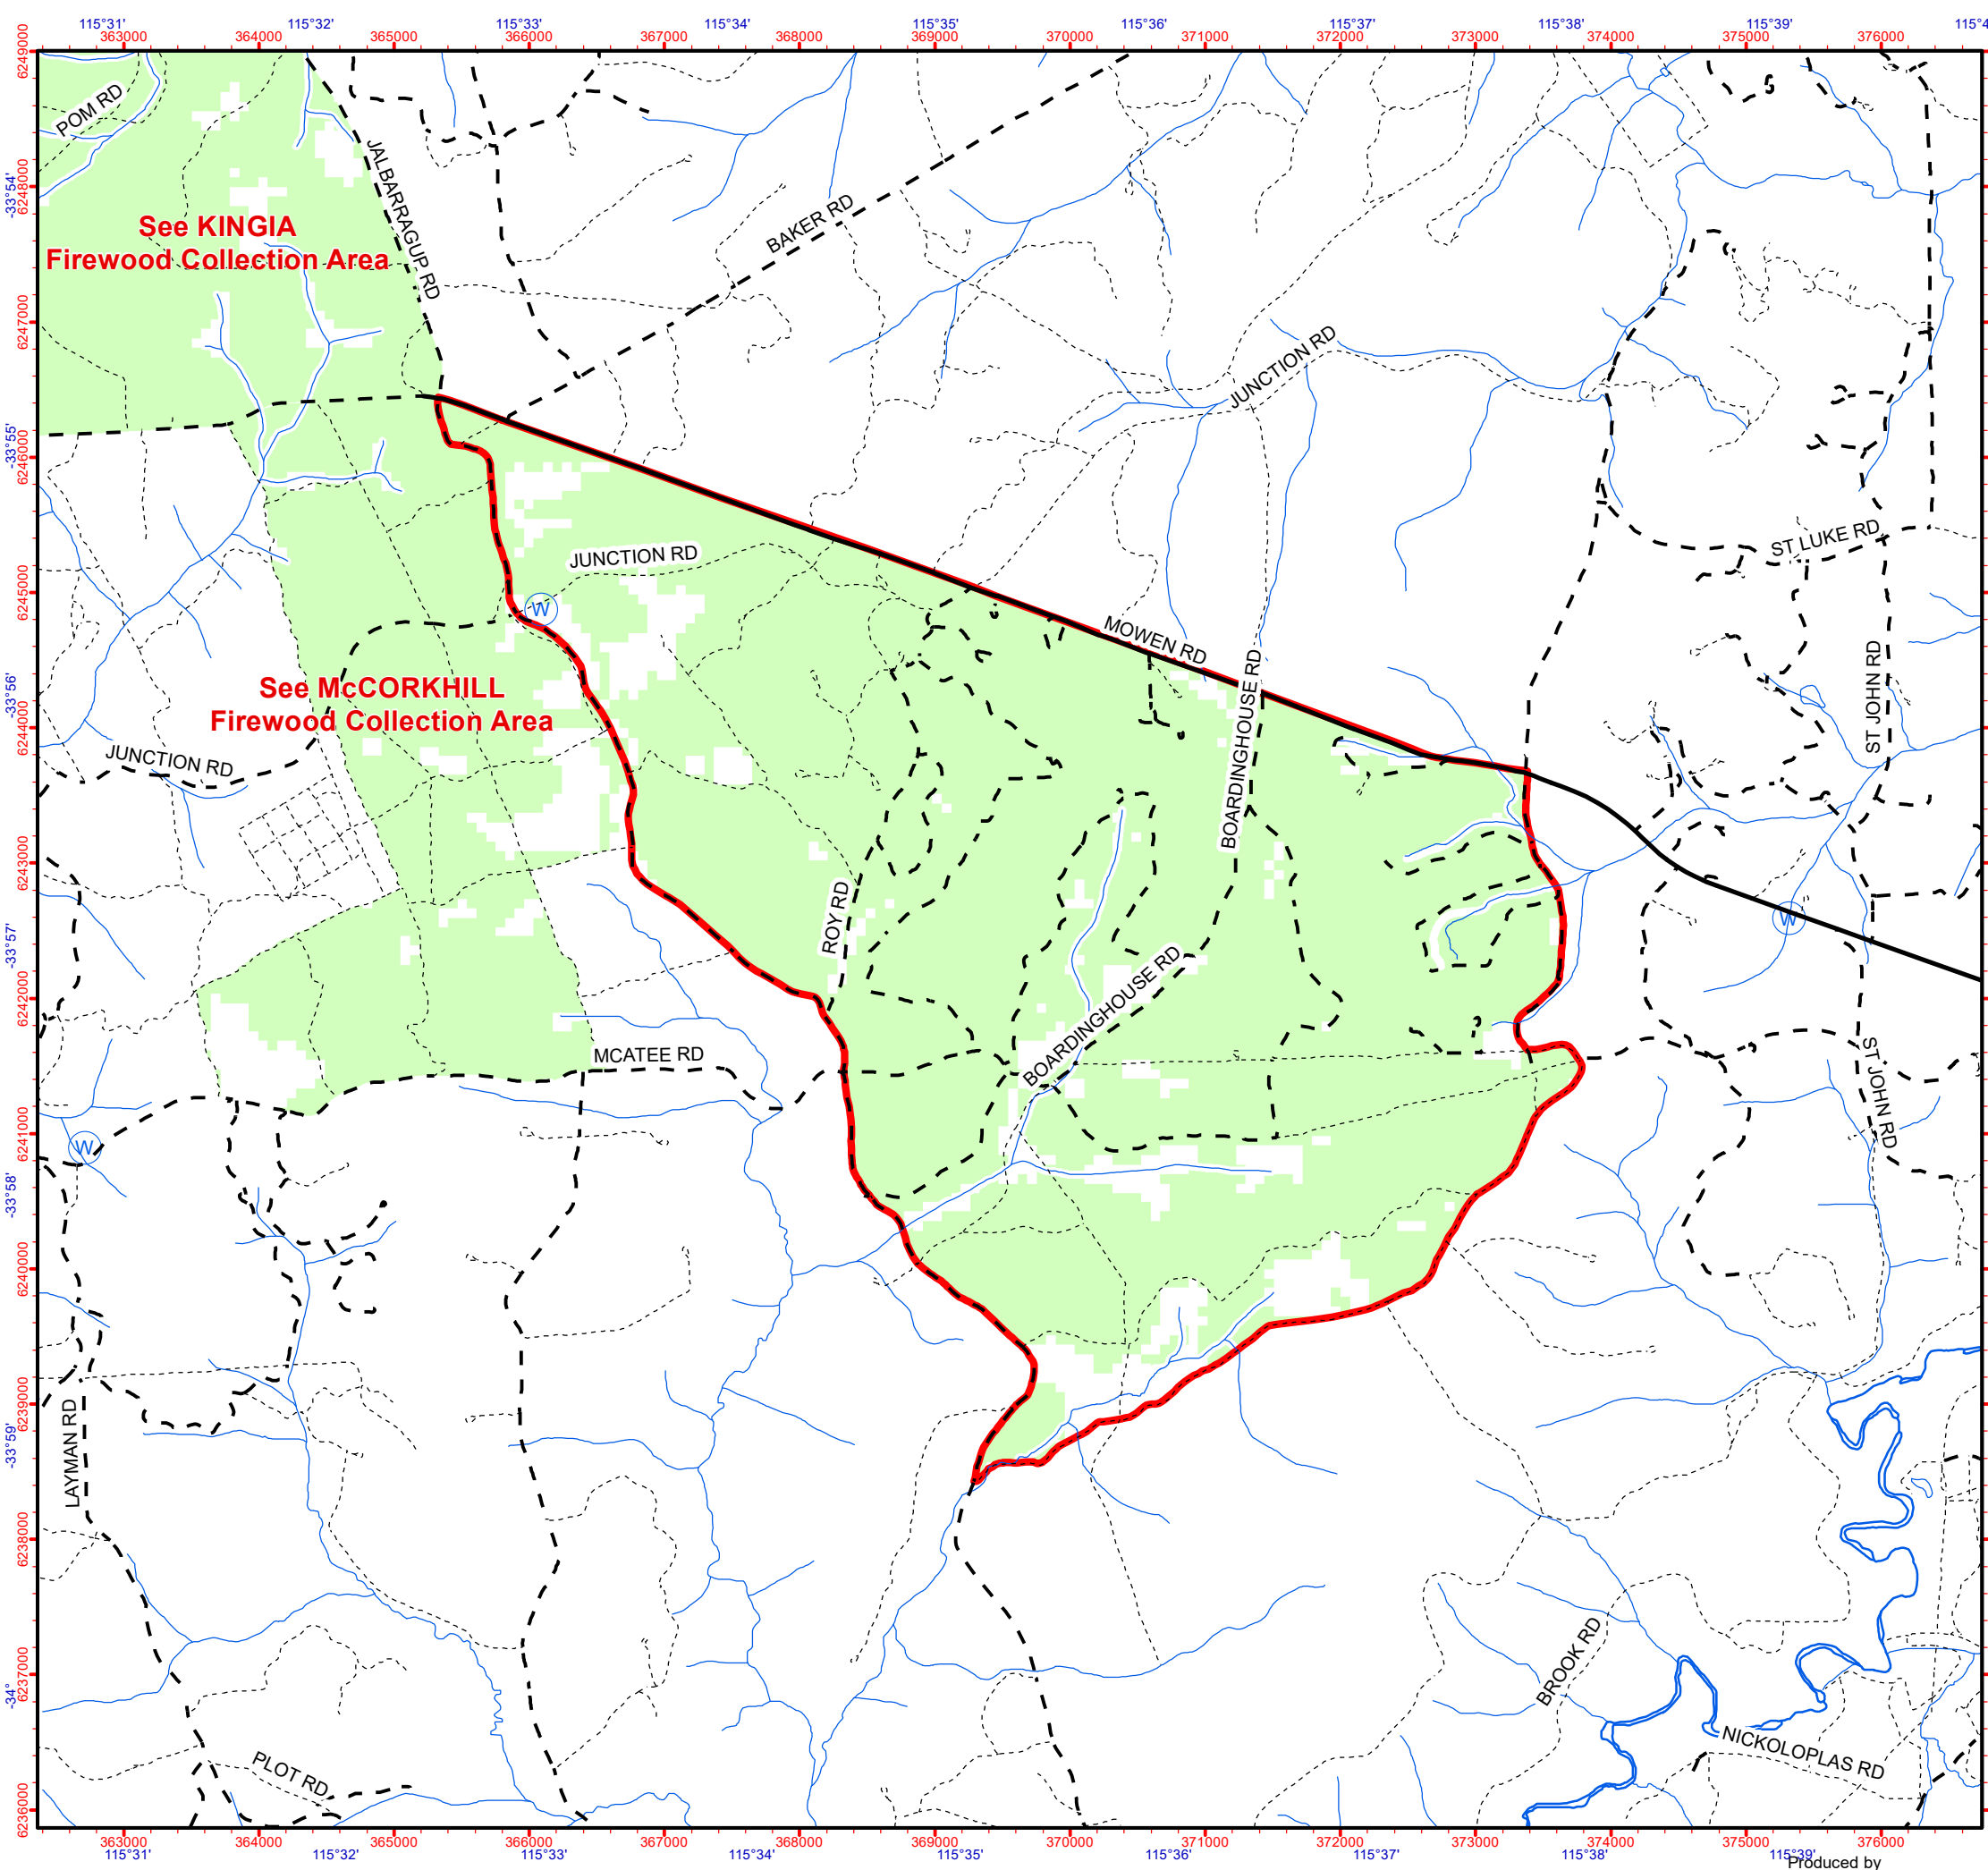 115°31' 115°32' 115°33' 115°34' 115°35' 115°36' 115°37' 115°38' 115°39' 115°4
363000 364000 365000 366000 367000 368000 369000 370000 371000 372000 373000 374000 375000 376000
6249000
POM RD
JALBARRAGUP RD
-33°54'
6248000
BAKER RD
See KINGIA
Firewood Collection Area
6247000
JUNCTION RD
-33°55'
6246000
ST LUKE RD
JUNCTION RD
6245000
W
MOWEN RD
BOARDINGHOUSE RD
ST JOHN RD
-33°56'
See McCORKHILL
Firewood Collection Area
6244000
JUNCTION RD
6243000
ROY RD
W
-33°57'
BOARDINGHOUSE RD
6242000
MCATEE RD
ST JOHN RD
6241000
W
-33°58'
6240000
6239000
-33°59'
LAYMAN RD
6238000
6237000
-34°
BROOK RD
NICKOLOPLAS RD
PLOT RD
6236000
363000 364000 365000 366000 367000 368000 369000 370000 371000 372000 373000 374000 375000 376000
115°31' 115°32' 115°33' 115°34' 115°35' 115°36' 115°37' 115°38' 115°39'
Produced by